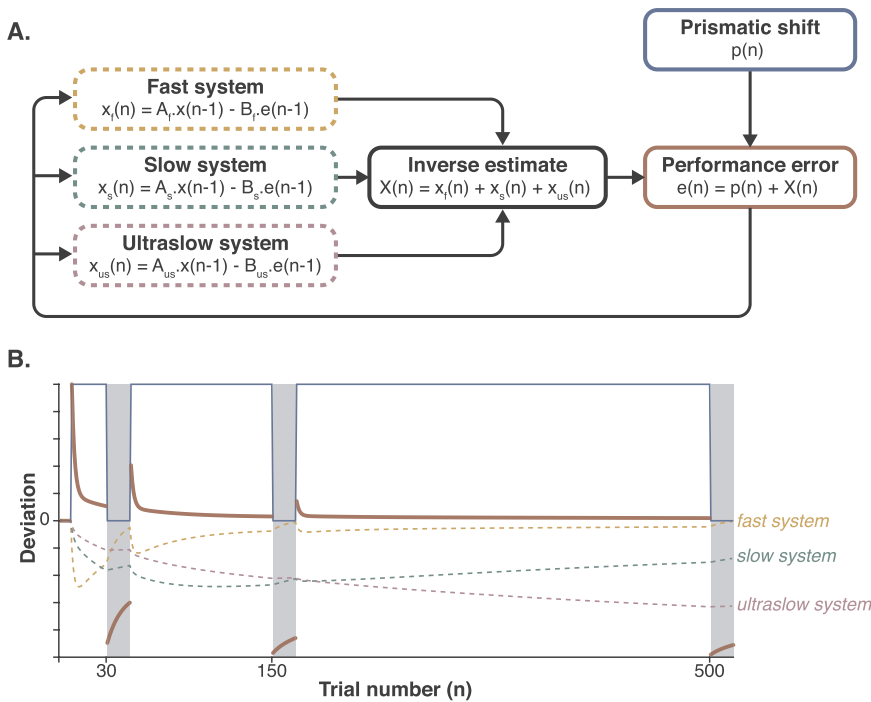 A.
Prismatic shift
p(n)
Fast system
x_f(n) = A_f.x(n-1) - B_f.e(n-1)
Slow system
x_s(n) = A_s.x(n-1) - B_s.e(n-1)
Inverse estimate
X(n) = x_f(n) + x_s(n) + x_us(n)
Performance error
e(n) = p(n) + X(n)
Ultraslow system
x_us(n) = A_us.x(n-1) - B_us.e(n-1)
B.
Deviation
0
fast system
slow system
ultraslow system
30
150
500
Trial number (n)